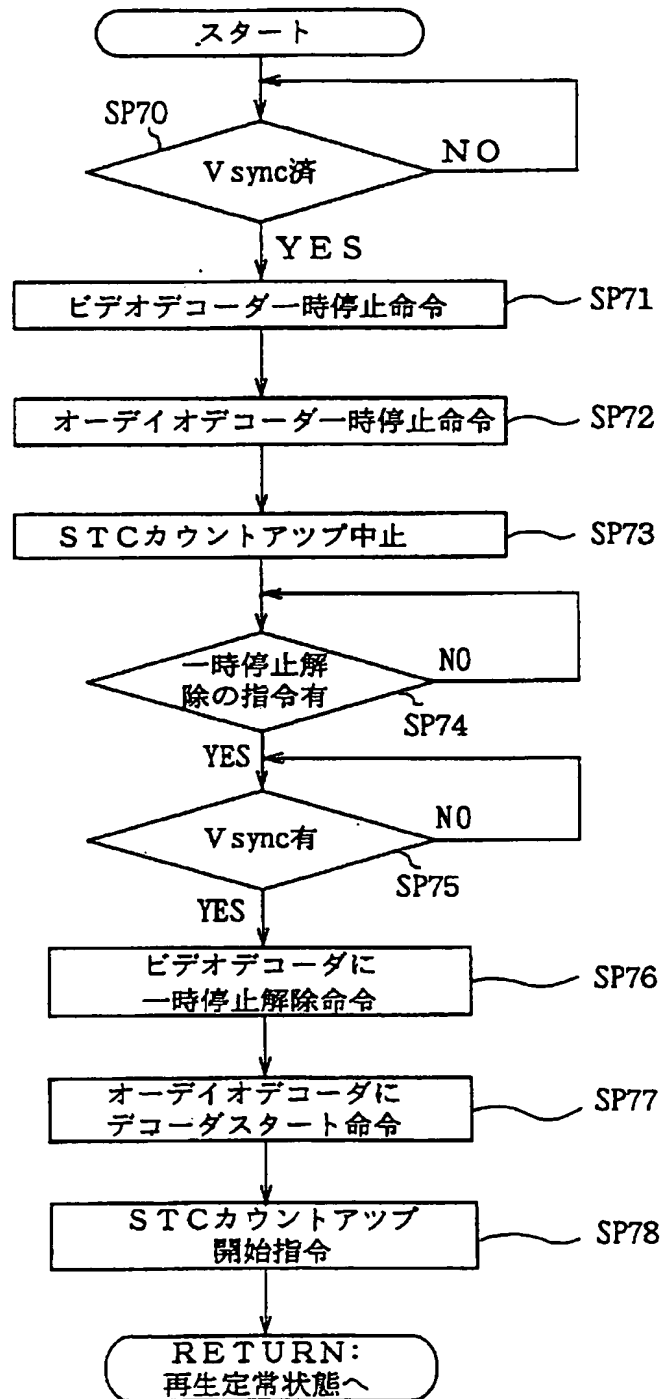 スタート
SP70
V sync済
NO
YES
ビデオデコーダ一時停止命令
SP71
オーデイオデコーダ一時停止命令
SP72
STCカウントアツプ中止
SP73
一時停止解
除の指令有
NO
SP74
YES
V sync有
NO
SP75
YES
ビデオデコーダに
一時停止解除命令
SP76
オーデイオデコーダに
デコーダスタート命令
SP77
STCカウントアツプ
開始指令
SP78
RETURN:
再生定常状態へ